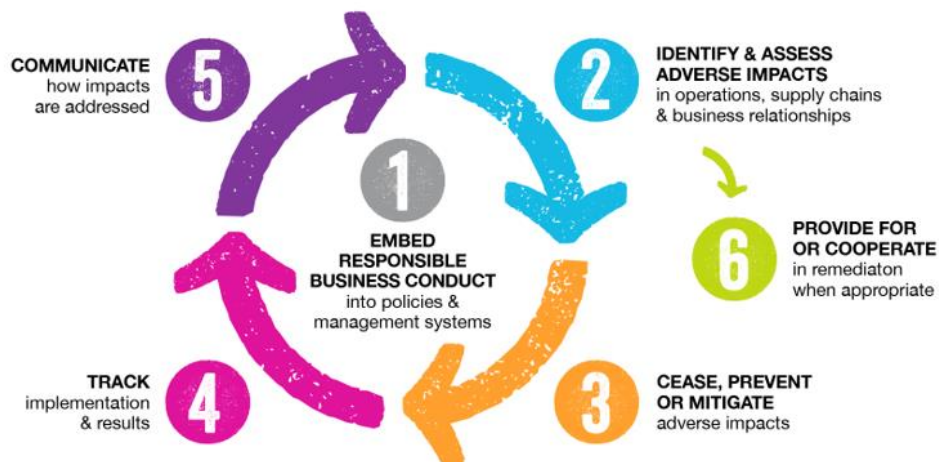 1
EMBED
RESPONSIBLE
BUSINESS CONDUCT
into policies &
management systems
2
IDENTIFY & ASSESS
ADVERSE IMPACTS
in operations, supply chains
& business relationships
3
CEASE, PREVENT
OR MITIGATE
adverse impacts
4
TRACK
implementation
& results
5
COMMUNICATE
how impacts
are addressed
6
PROVIDE FOR
OR COOPERATE
in remediaton
when appropriate